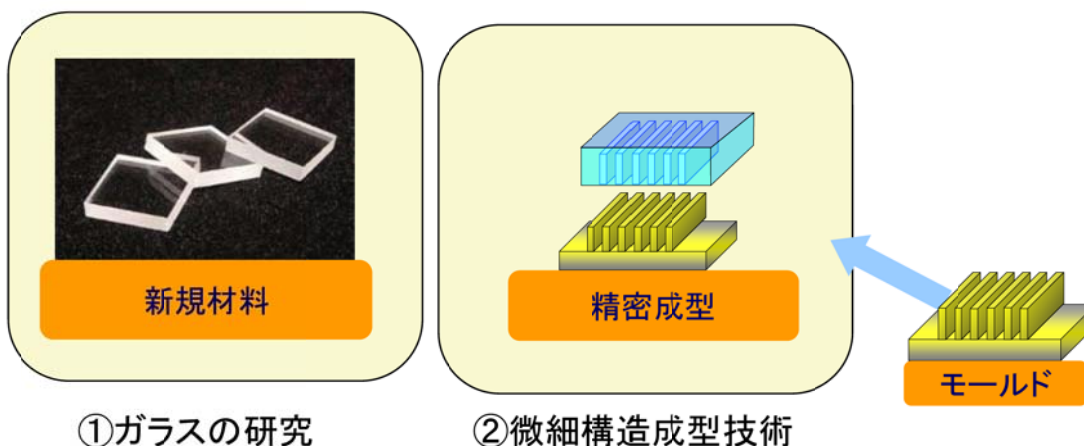 新規材料
精密成型
モールド
①ガラスの研究
②微細構造成型技術